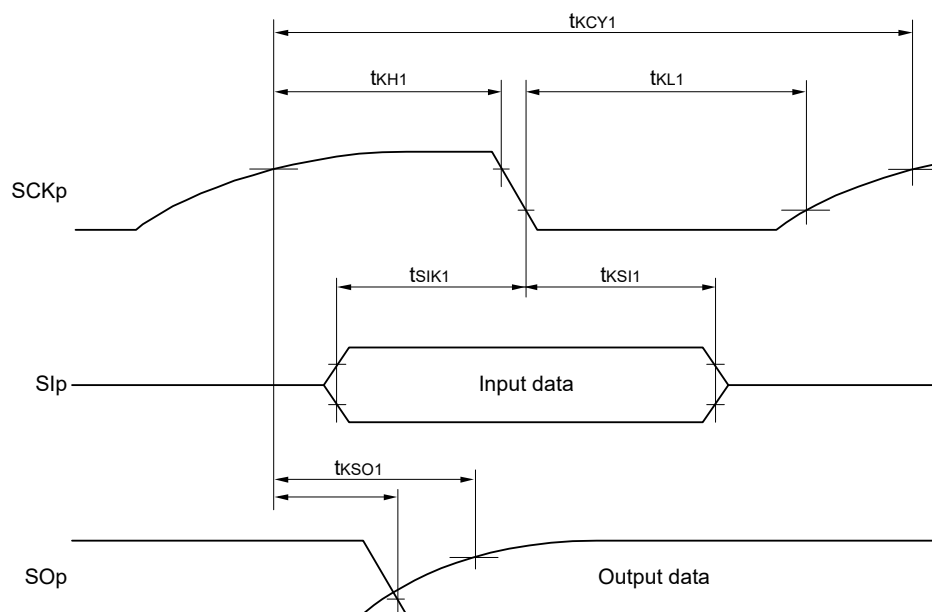 tKCY1
tKH1
tKL1
SCKp
tSIK1
tKSI1
SIp
Input data
tKSO1
SOp
Output data